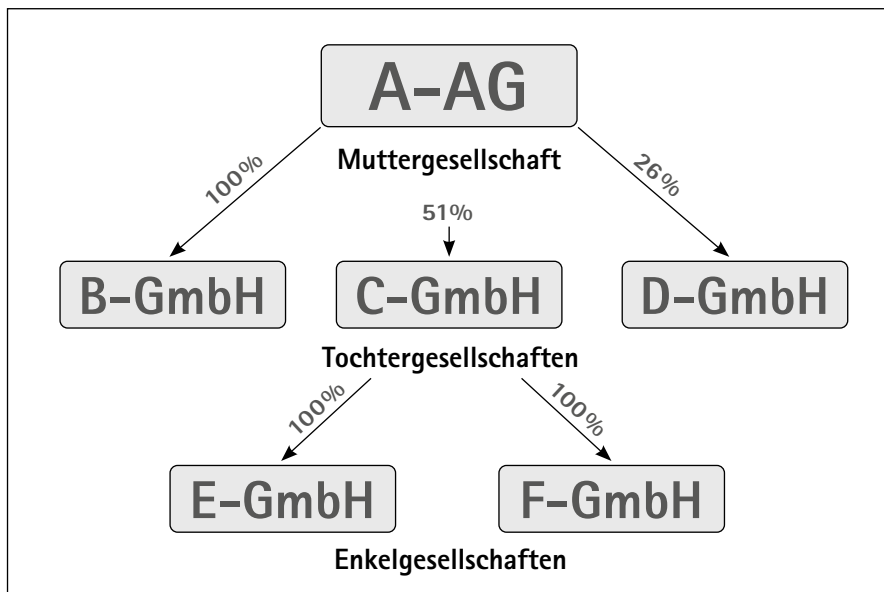 A-AG
Muttergesellschaft
100%
51%
26%
B-GmbH
C-GmbH
D-GmbH
Tochtergesellschaften
100%
100%
E-GmbH
F-GmbH
Enkelgesellschaften